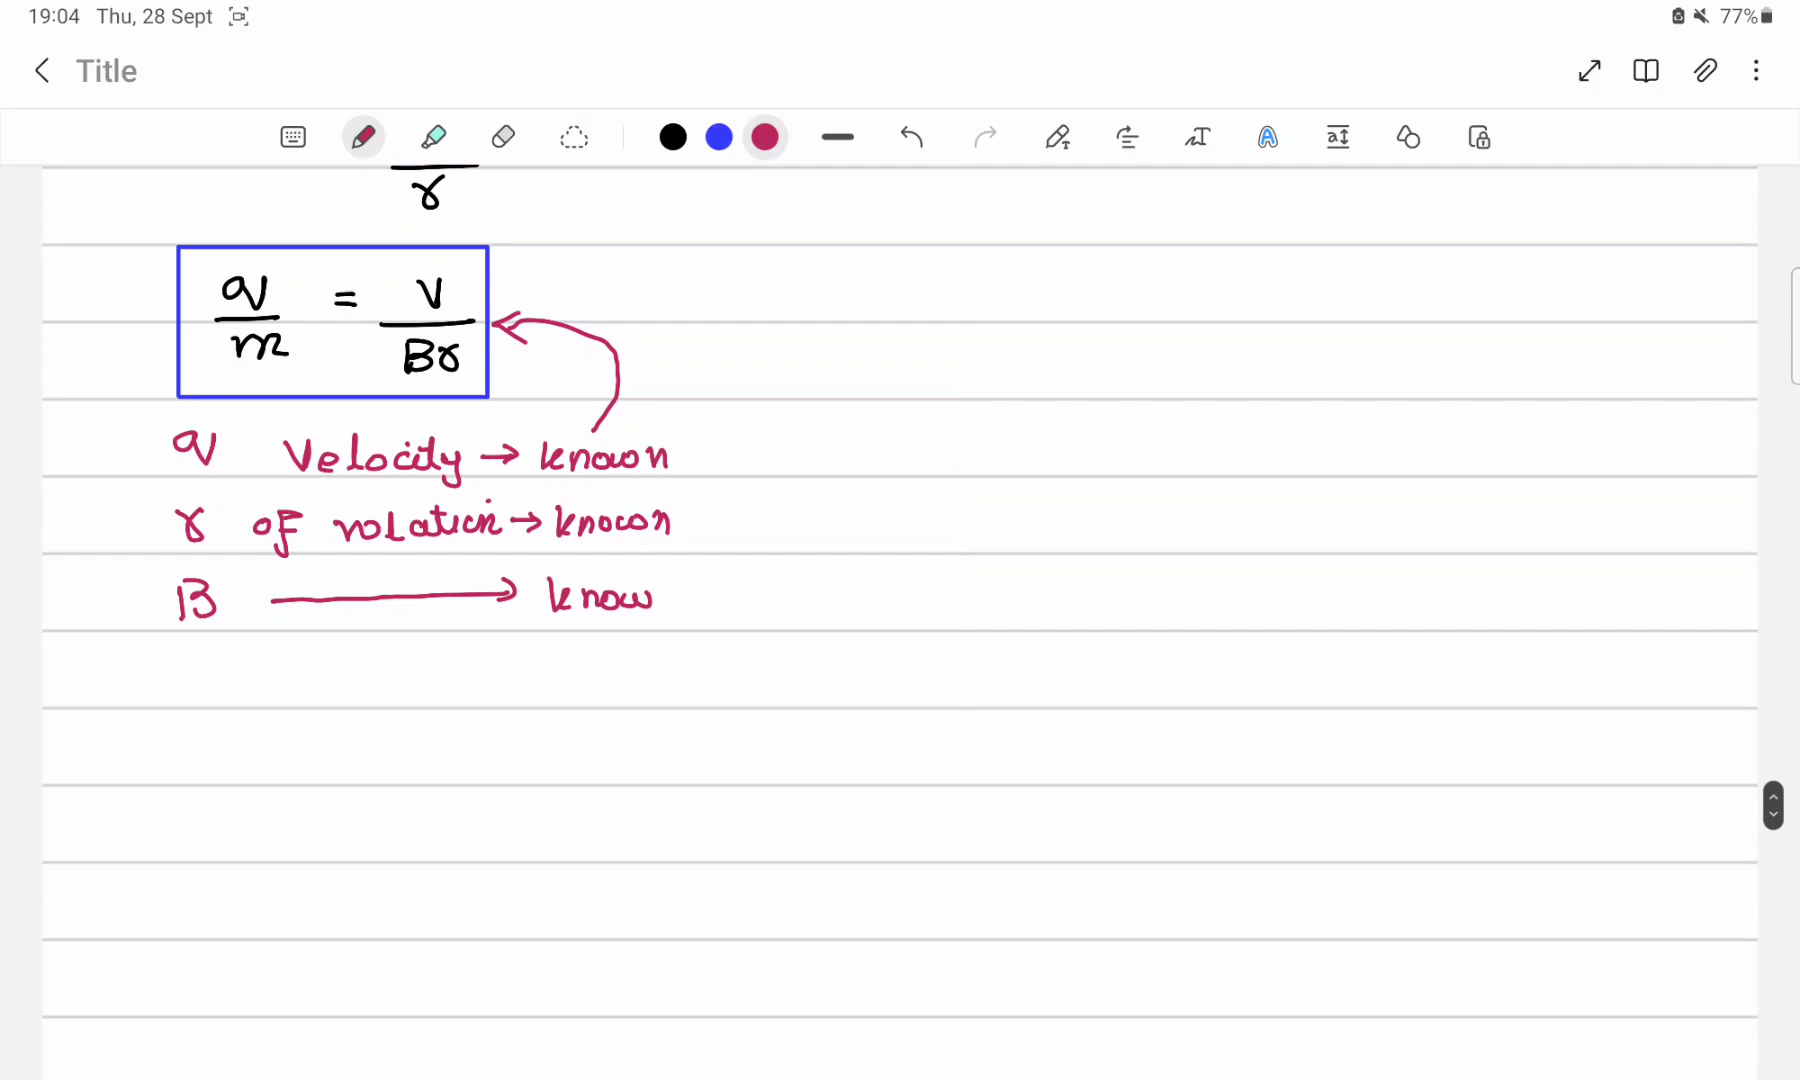 19:04 Thu, 28 Sept 77%
Title
r
q/m = v/Br
q Velocity → known
r of rotation → known
B → know